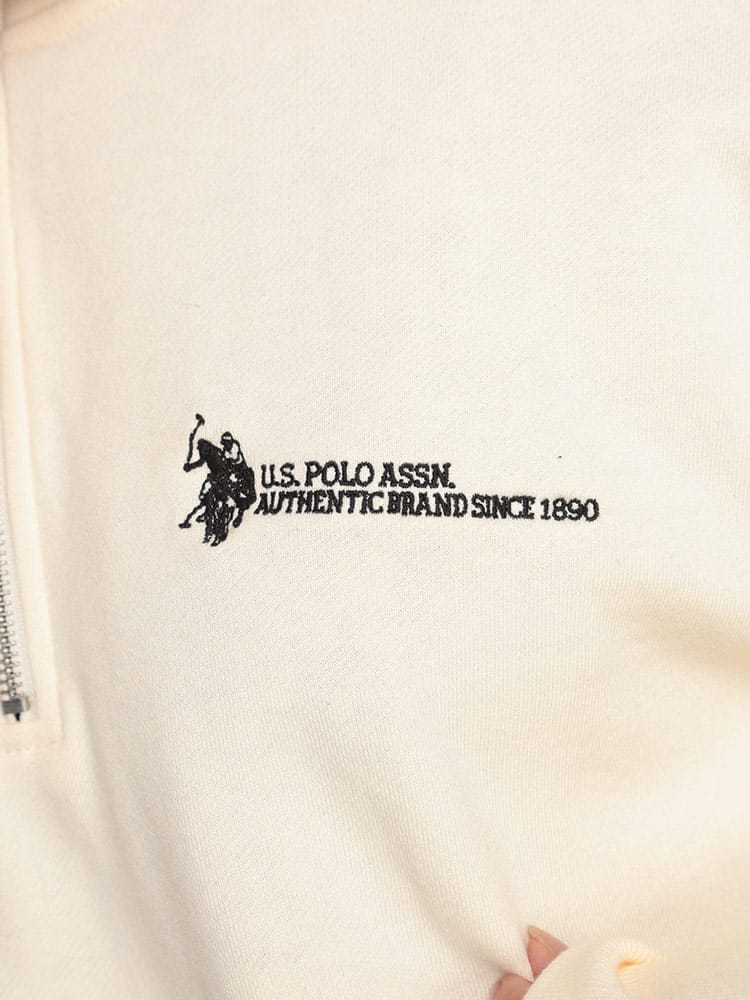 U.S. POLO ASSN.
AUTHENTIC BRAND SINCE 1890